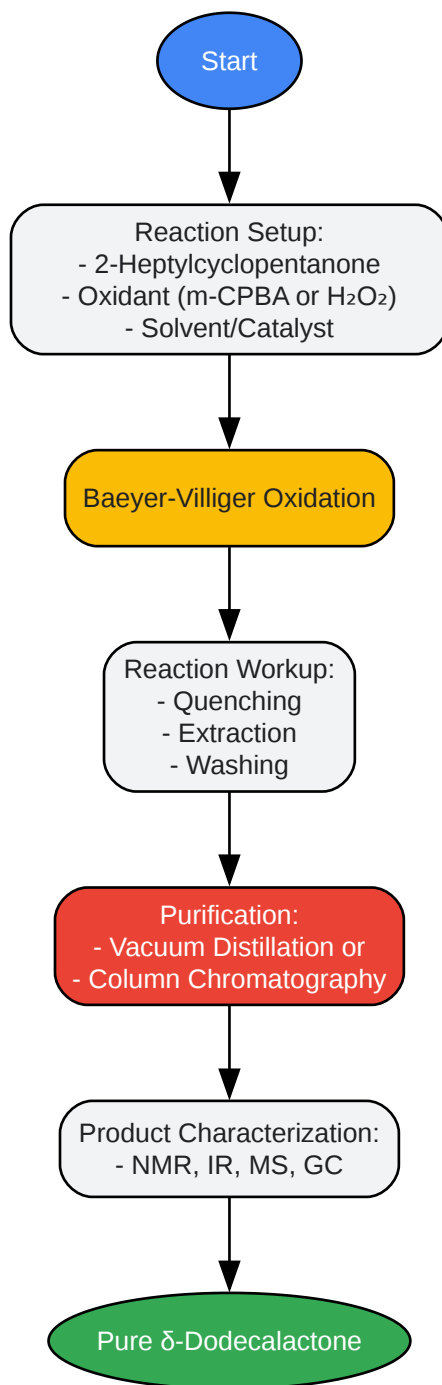 Start
Reaction Setup:
- 2-Heptylcyclopentanone
- Oxidant (m-CPBA or H₂O₂)
- Solvent/Catalyst
Baeyer-Villiger Oxidation
Reaction Workup:
- Quenching
- Extraction
- Washing
Purification:
- Vacuum Distillation or
- Column Chromatography
Product Characterization:
- NMR, IR, MS, GC
Pure δ-Dodecalactone